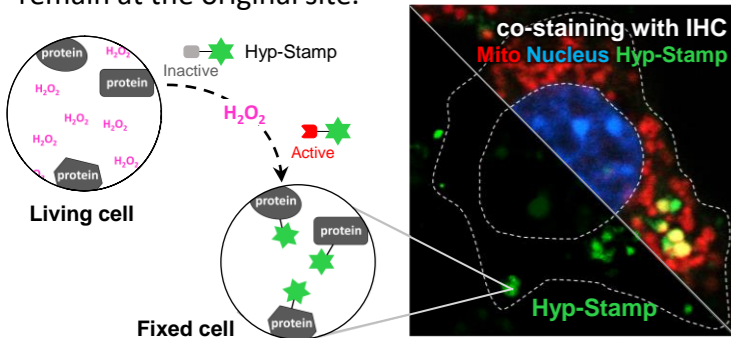 remain at the original site.
protein
H₂O₂
H₂O₂
protein
H₂O₂
H₂O₂
H₂O₂
H₂O₂
H₂O₂
protein
Living cell
Inactive
Hyp-Stamp
H₂O₂
Active
protein
protein
protein
Fixed cell
co-staining with IHC
Mito Nucleus Hyp-Stamp
Hyp-Stamp